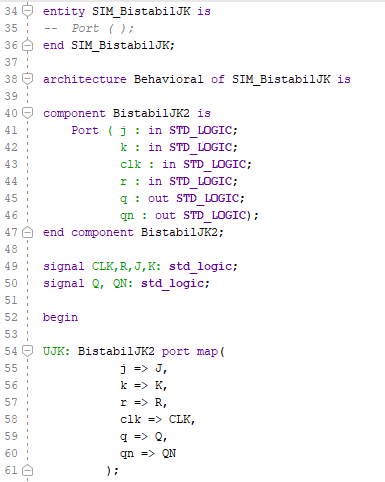 34 entity SIM_BistabilJK is
35 --  Port ( );
36 end SIM_BistabilJK;
37
38 architecture Behavioral of SIM_BistabilJK is
39
40 component BistabilJK2 is
41     Port ( j : in STD_LOGIC;
42            k : in STD_LOGIC;
43            clk : in STD_LOGIC;
44            r : in STD_LOGIC;
45            q : out STD_LOGIC;
46            qn : out STD_LOGIC);
47 end component BistabilJK2;
48
49 signal CLK,R,J,K: std_logic;
50 signal Q, QN: std_logic;
51
52 begin
53
54 UJK: BistabilJK2 port map(
55            j => J,
56            k => K,
57            r => R,
58            clk => CLK,
59            q => Q,
60            qn => QN
61          );